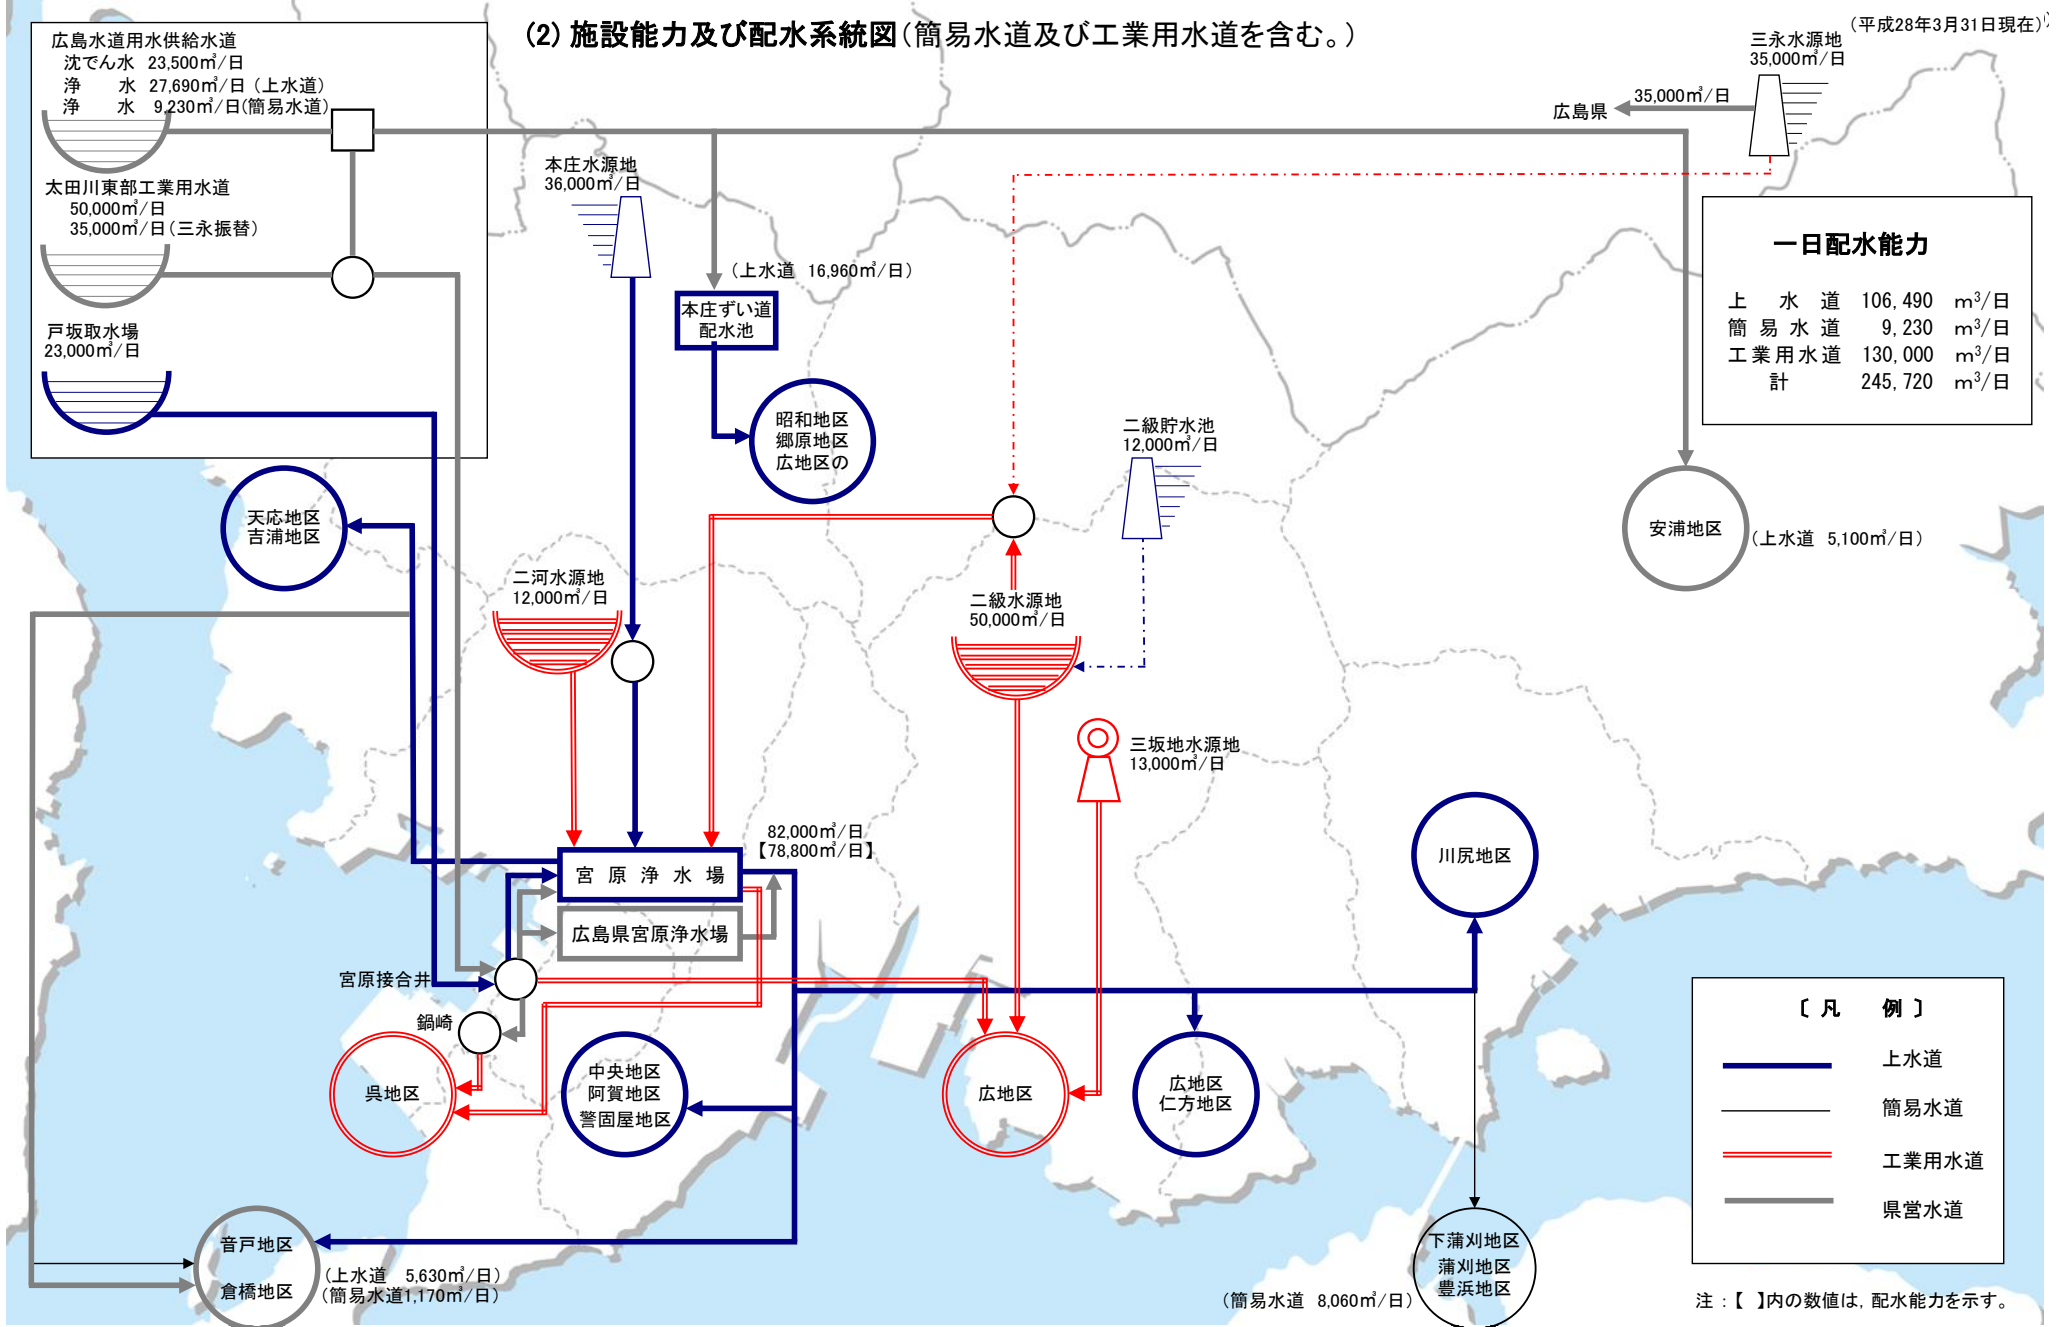 (2) 施設能力及び配水系統図(簡易水道及び工業用水道を含む。)
(平成28年3月31日現在)
広島水道用水供給水道
沈でん水 23,500㎥/日
浄 水 27,690㎥/日 (上水道)
浄 水 9,230㎥/日(簡易水道)
太田川東部工業用水道
50,000㎥/日
35,000㎥/日(三永振替)
戸坂取水場
23,000㎥/日
本庄水源地
36,000㎥/日
(上水道 16,960㎥/日)
本庄ずい道
配水池
昭和地区
郷原地区
広地区の
三永水源地
35,000㎥/日
広島県
35,000㎥/日
一日配水能力
上 水 道 106,490 m³/日
簡 易 水 道 9,230 m³/日
工業用水道 130,000 m³/日
計 245,720 m³/日
二級貯水池
12,000㎥/日
天応地区
吉浦地区
安浦地区
(上水道 5,100㎥/日)
二河水源地
12,000㎥/日
二級水源地
50,000㎥/日
三坂地水源地
13,000㎥/日
82,000㎥/日
【78,800㎥/日】
宮 原 浄 水 場
広島県宮原浄水場
川尻地区
宮原接合井
鍋崎
呉地区
中央地区
阿賀地区
警固屋地区
広地区
広地区
仁方地区
〔 凡 例 〕
上水道
簡易水道
工業用水道
県営水道
音戸地区
倉橋地区
(上水道 5,630㎥/日)
(簡易水道1,170㎥/日)
下蒲刈地区
蒲刈地区
豊浜地区
(簡易水道 8,060㎥/日)
注 : 【 】内の数値は, 配水能力を示す。